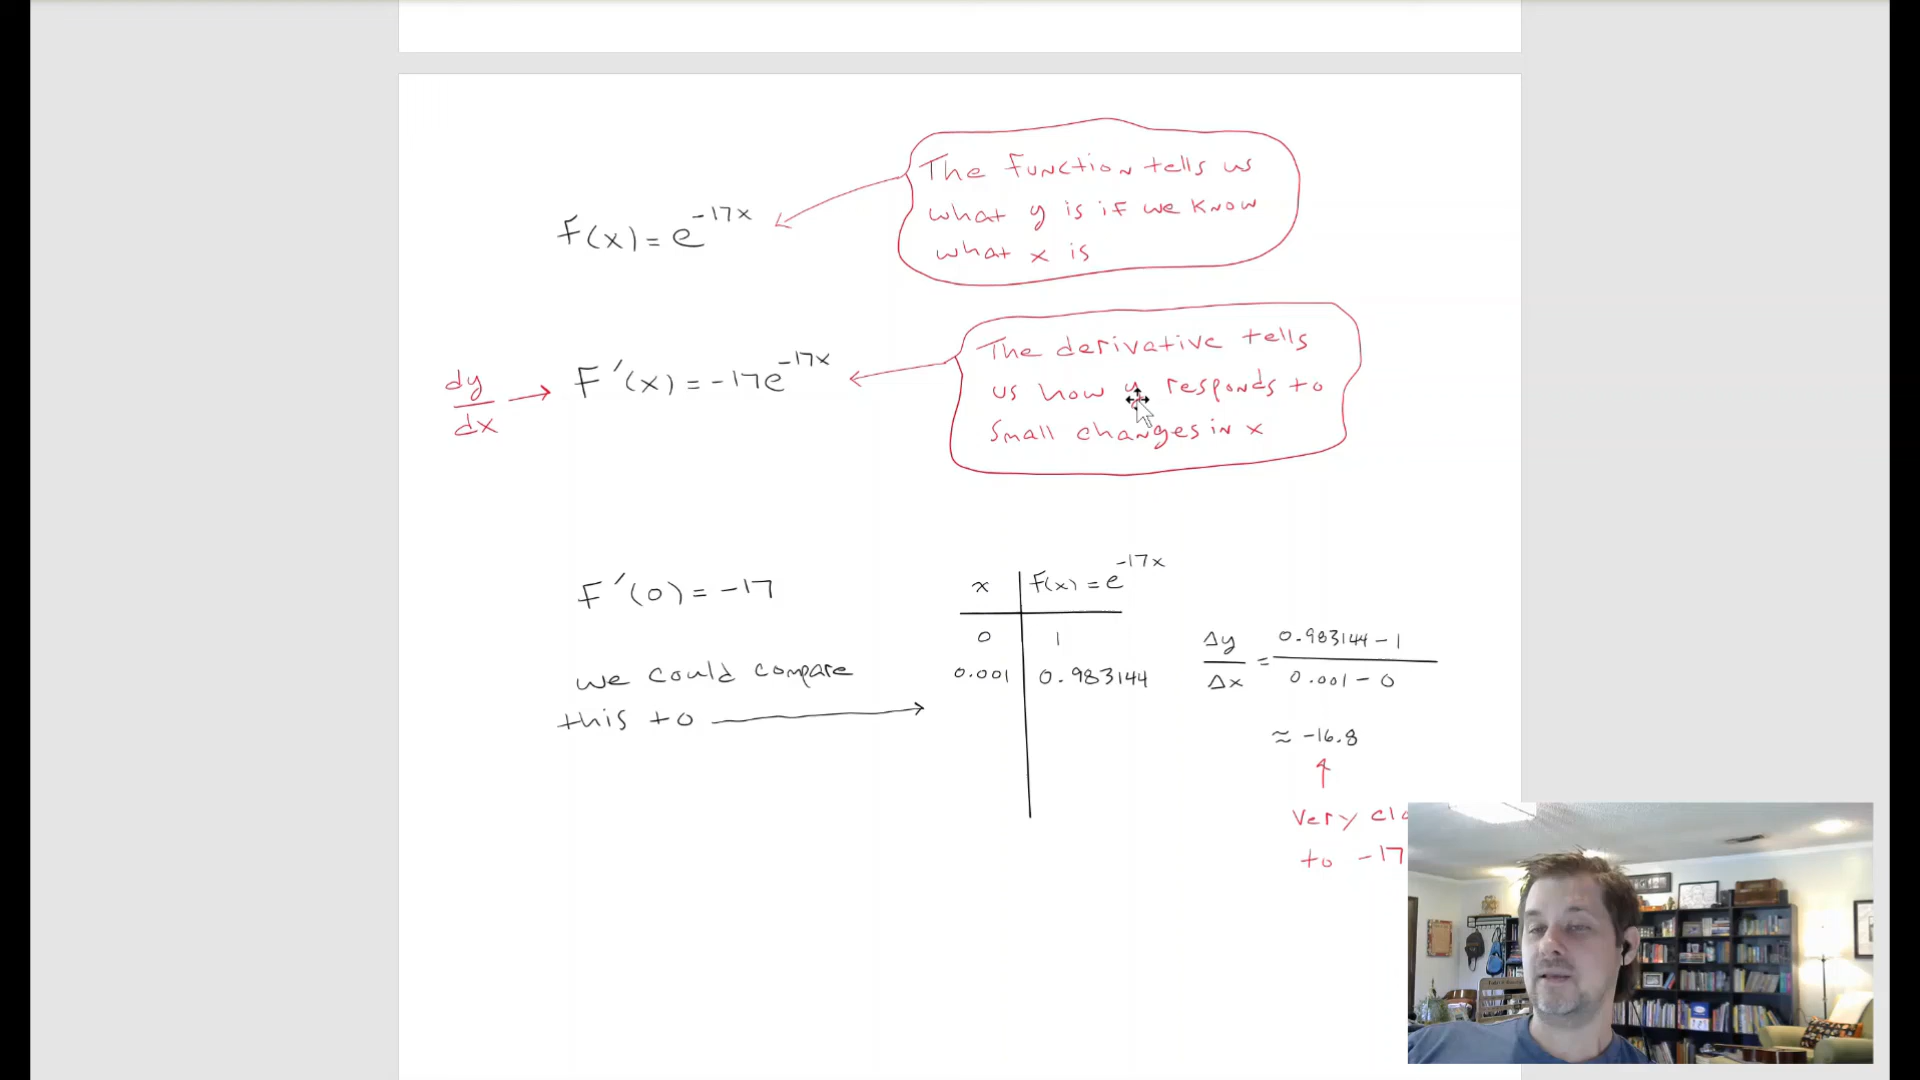 The function tells us
what y is if we know
what x is
f(x) = e^{-17x}
The derivative tells
us how y responds to
small changes in x
dy/dx → f'(x) = -17e^{-17x}
f'(0) = -17
we could compare
this to →
x | f(x) = e^{-17x}
0 | 1
0.001 | 0.983144
Δy/Δx = (0.983144 - 1)/(0.001 - 0)
≈ -16.8
↑
Very
to -17